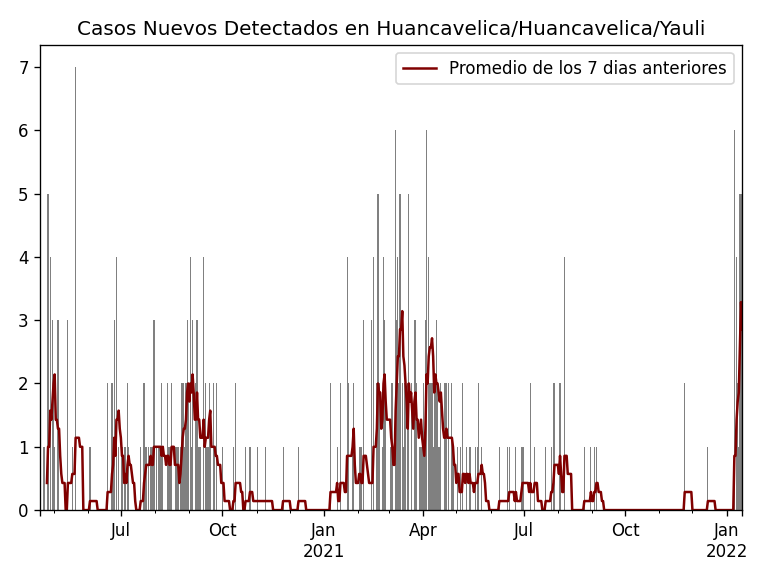 Casos Nuevos Detectados en Huancavelica/Huancavelica/Yauli
Promedio de los 7 dias anteriores
7
6
5
4
3
2
1
0
Jul
Oct
Jan
2021
Apr
Jul
Oct
Jan
2022